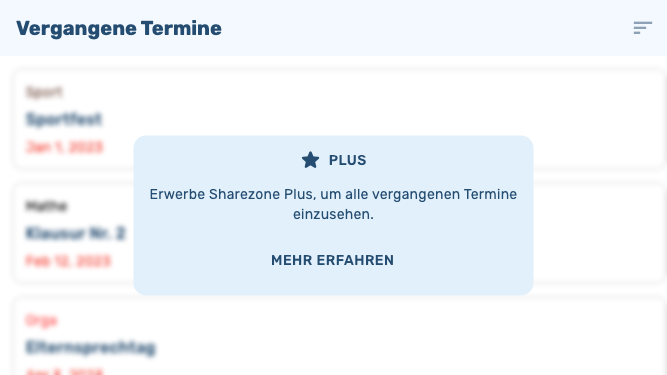 Vergangene Termine
Sport
Sportfest
Jan 1, 2023
PLUS
Erwerbe Sharezone Plus, um alle vergangenen Termine
einzusehen.
Mathe
Klausur Nr. 2
Feb 12, 2023
MEHR ERFAHREN
Orga
Elternsprechtag